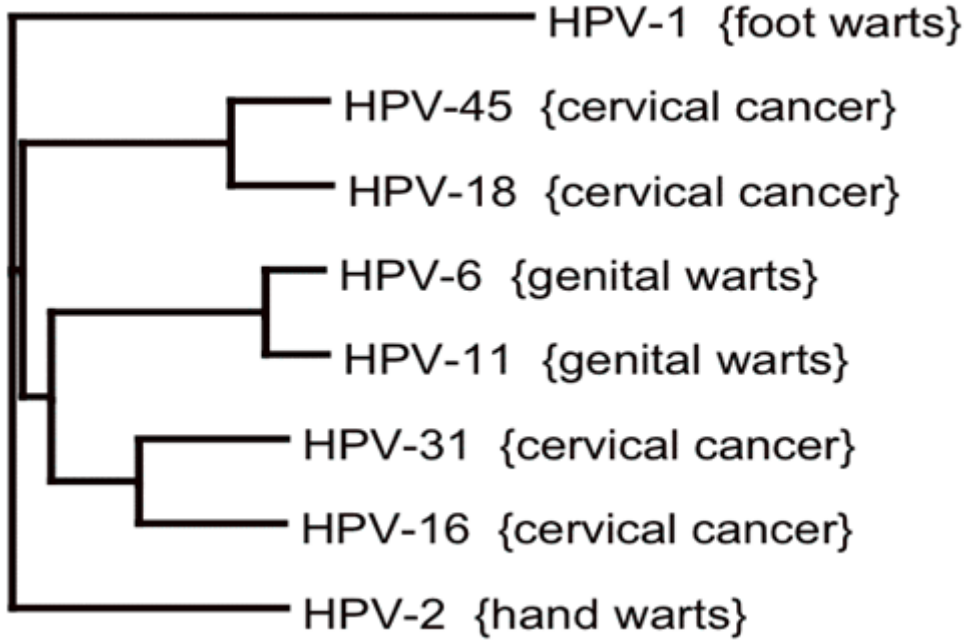 HPV-1 {foot warts}
HPV-45 {cervical cancer}
HPV-18 {cervical cancer}
HPV-6 {genital warts}
HPV-11 {genital warts}
HPV-31 {cervical cancer}
HPV-16 {cervical cancer}
HPV-2 {hand warts}